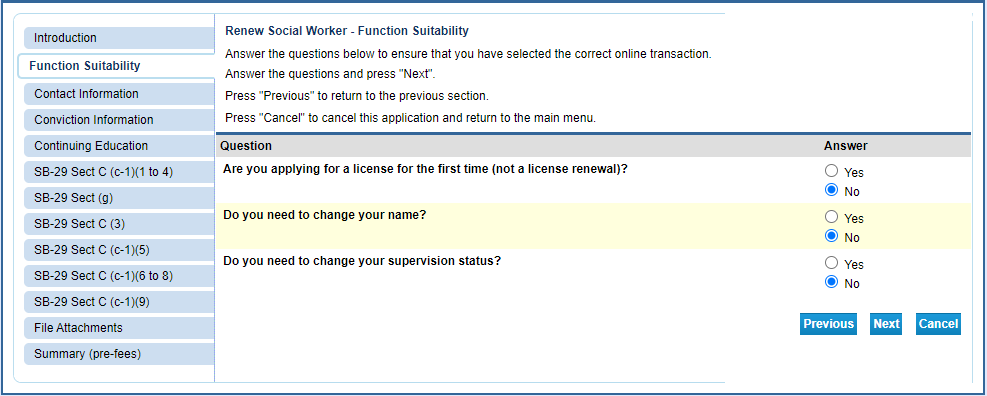 Introduction
Function Suitability
Contact Information
Conviction Information
Continuing Education
SB-29 Sect C (c-1)(1 to 4)
SB-29 Sect (g)
SB-29 Sect C (3)
SB-29 Sect C (c-1)(5)
SB-29 Sect C (c-1)(6 to 8)
SB-29 Sect C (c-1)(9)
File Attachments
Summary (pre-fees)
Renew Social Worker - Function Suitability
Answer the questions below to ensure that you have selected the correct online transaction.
Answer the questions and press "Next".
Press "Previous" to return to the previous section.
Press "Cancel" to cancel this application and return to the main menu.
Question Answer
Are you applying for a license for the first time (not a license renewal)? Yes
No
Do you need to change your name? Yes
No
Do you need to change your supervision status? Yes
No
Previous Next Cancel